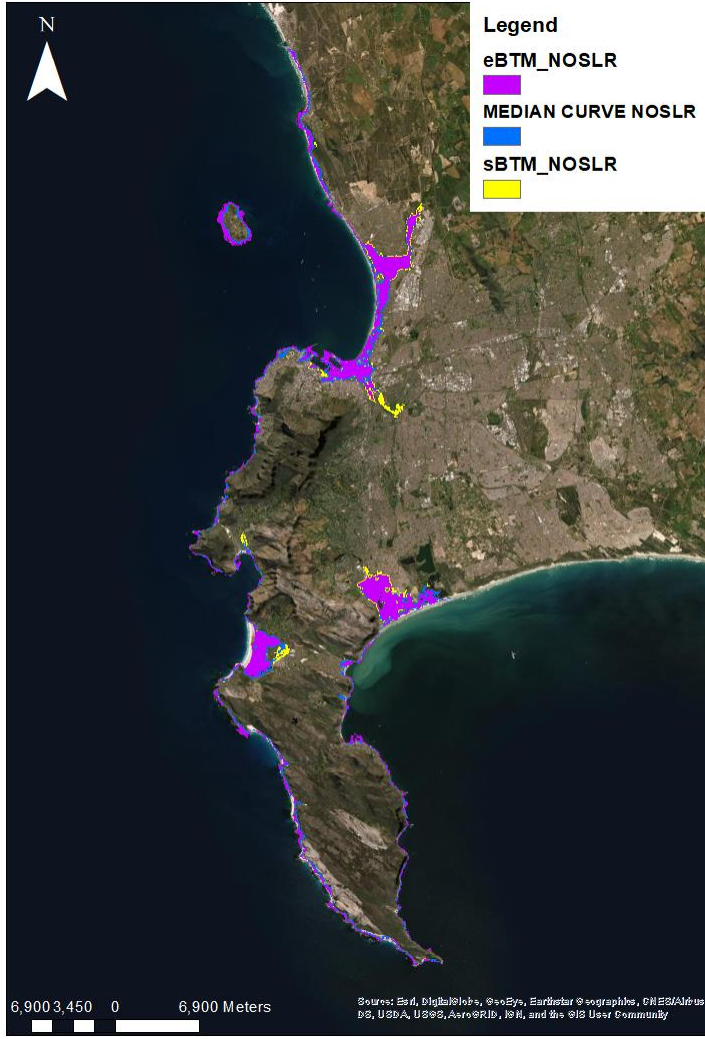 N
Legend
eBTM_NOSLR
MEDIAN CURVE NOSLR
sBTM_NOSLR
6,900 3,450 0 6,900 Meters
Source: Esri, DigitalGlobe, GeoEye, Earthstar Geographics, CNES/Airbus
DS, USDA, USGS, AeroGRID, IGN, and the GIS User Community